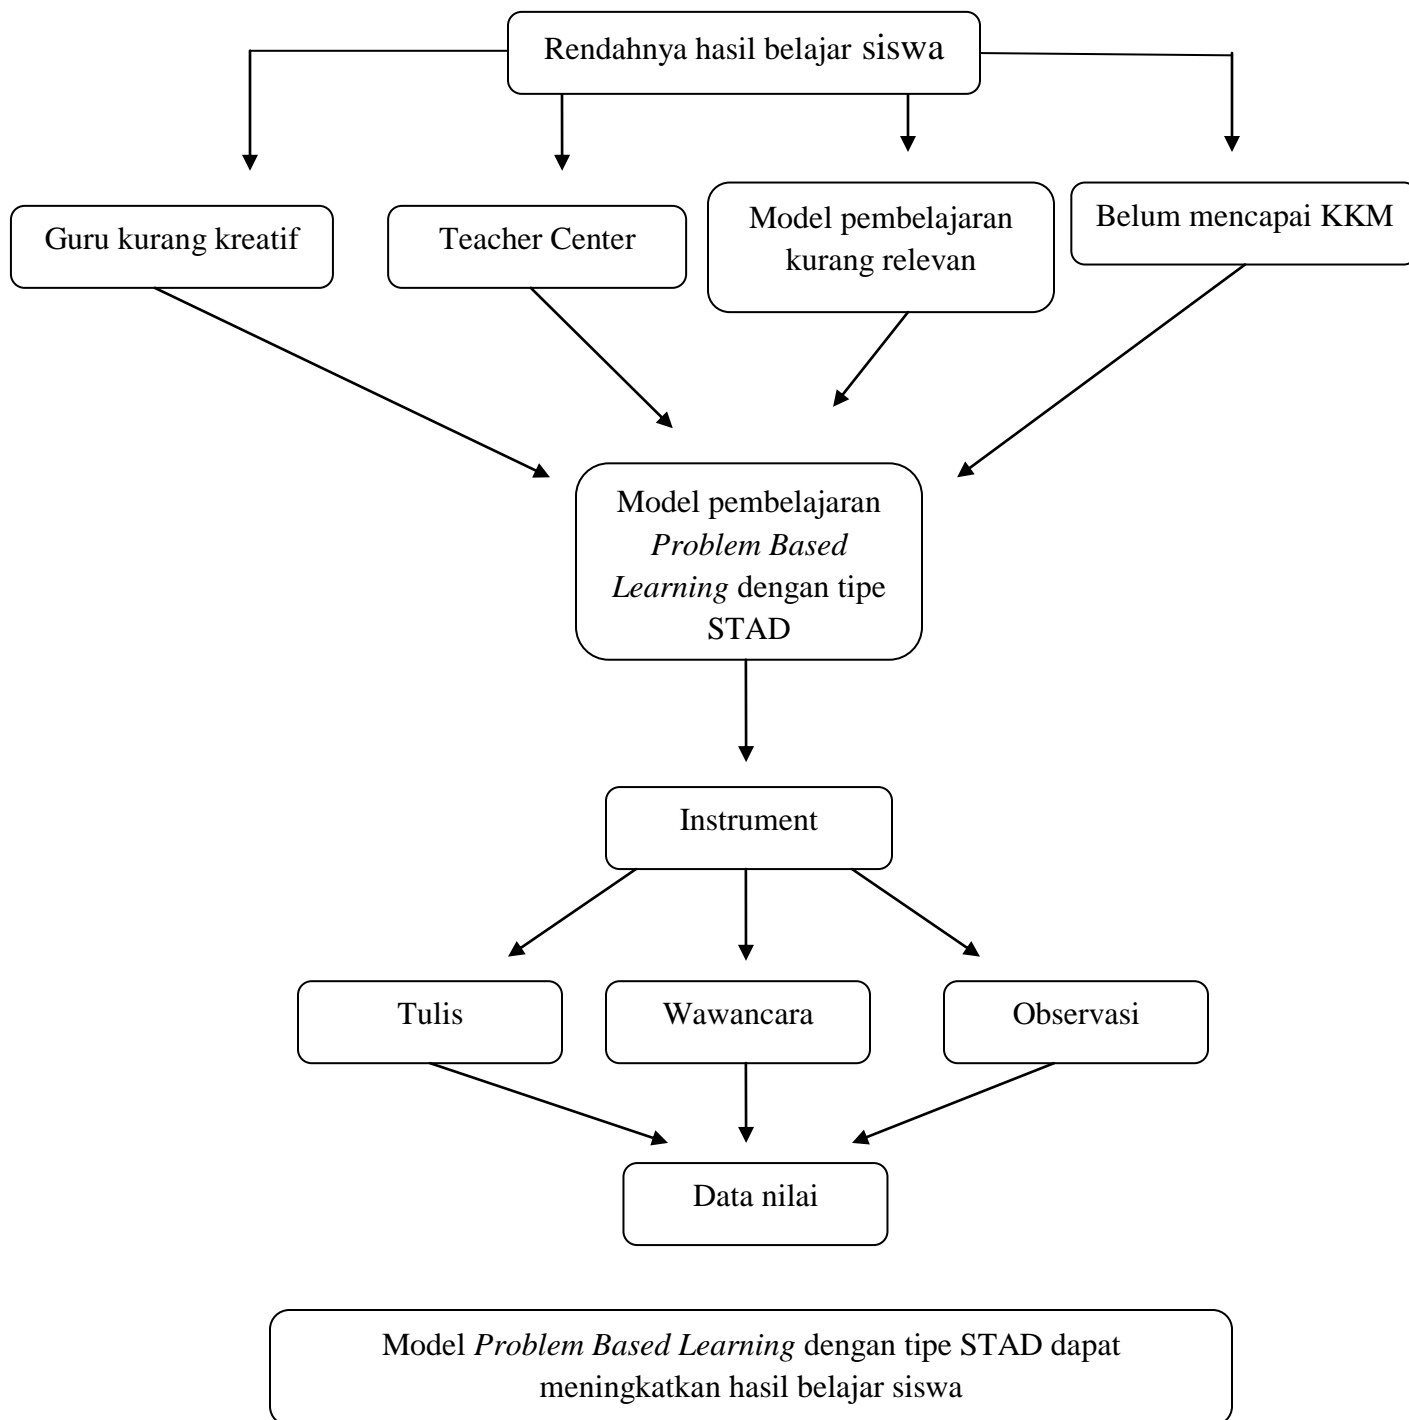 Rendahnya hasil belajar siswa
Guru kurang kreatif
Teacher Center
Model pembelajaran
kurang relevan
Belum mencapai KKM
Model pembelajaran
Problem Based
Learning dengan tipe
STAD
Instrument
Tulis
Wawancara
Observasi
Data nilai
Model Problem Based Learning dengan tipe STAD dapat
meningkatkan hasil belajar siswa